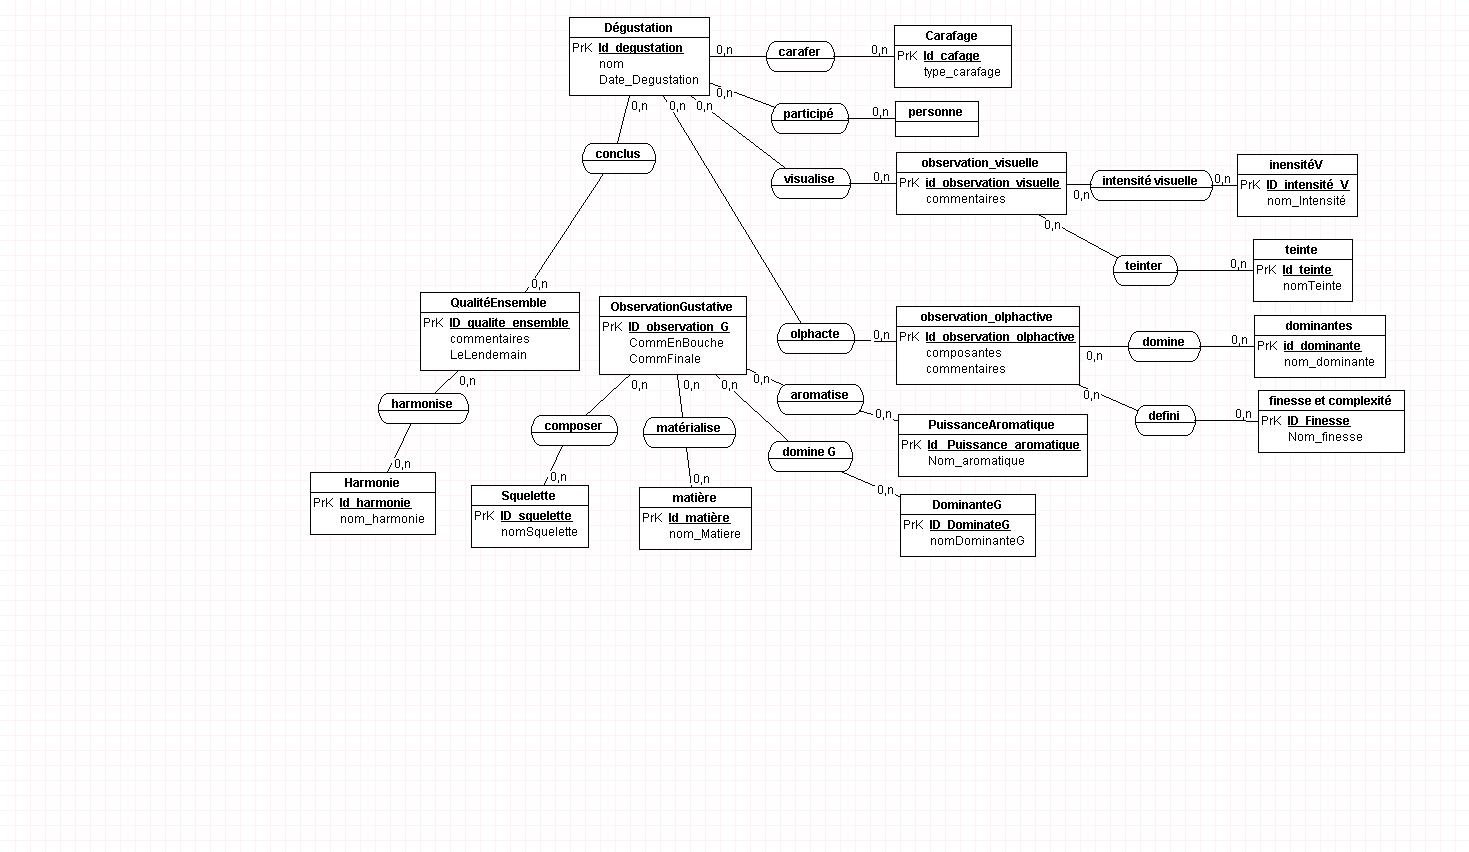 Dégustation
PrK Id_degustation
nom
Date_Degustation
0,n
carafer
0,n
Carafage
PrK Id_cafage
type_carafage
0,n
participé
0,n
personne
0,n
0,n
0,n
conclus
visualise
0,n
observation_visuelle
PrK id_observation_visuelle
commentaires
0,n
intensité visuelle
0,n
inensitéV
PrK ID_intensité_V
nom_Intensité
0,n
teinter
0,n
teinte
PrK Id_teinte
nomTeinte
0,n
QualitéEnsemble
PrK ID_qualite_ensemble
commentaires
LeLendemain
ObservationGustative
PrK ID_observation_G
CommEnBouche
CommFinale
olphacte
0,n
observation_olphactive
PrK Id_observation_olphactive
composantes
commentaires
0,n
domine
0,n
dominantes
PrK id_dominante
nom_dominante
0,n
defini
0,n
finesse et complexité
PrK ID_Finesse
Nom_finesse
0,n
harmonise
0,n
Harmonie
PrK Id_harmonie
nom_harmonie
0,n
0,n
0,n
0,n
composer
matérialise
domine G
aromatise
0,n
PuissanceAromatique
PrK Id_Puissance_aromatique
Nom_aromatique
0,n
Squelette
PrK ID_squelette
nomSquelette
0,n
matière
PrK Id_matière
nom_Matiere
0,n
DominanteG
PrK ID_DominateG
nomDominanteG